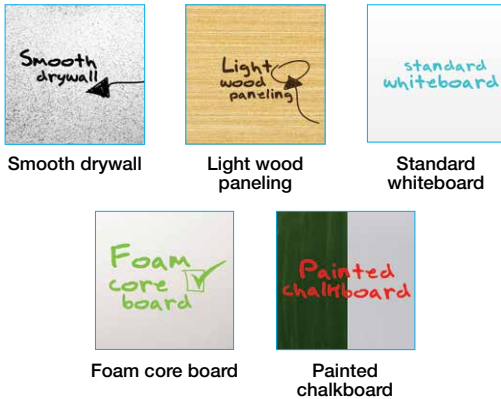 Smooth
drywall
Light
wood
paneling
standard
whiteboard
Smooth drywall
Light wood
paneling
Standard
whiteboard
Foam
core
board
Painted
chalkboard
Foam core board
Painted
chalkboard